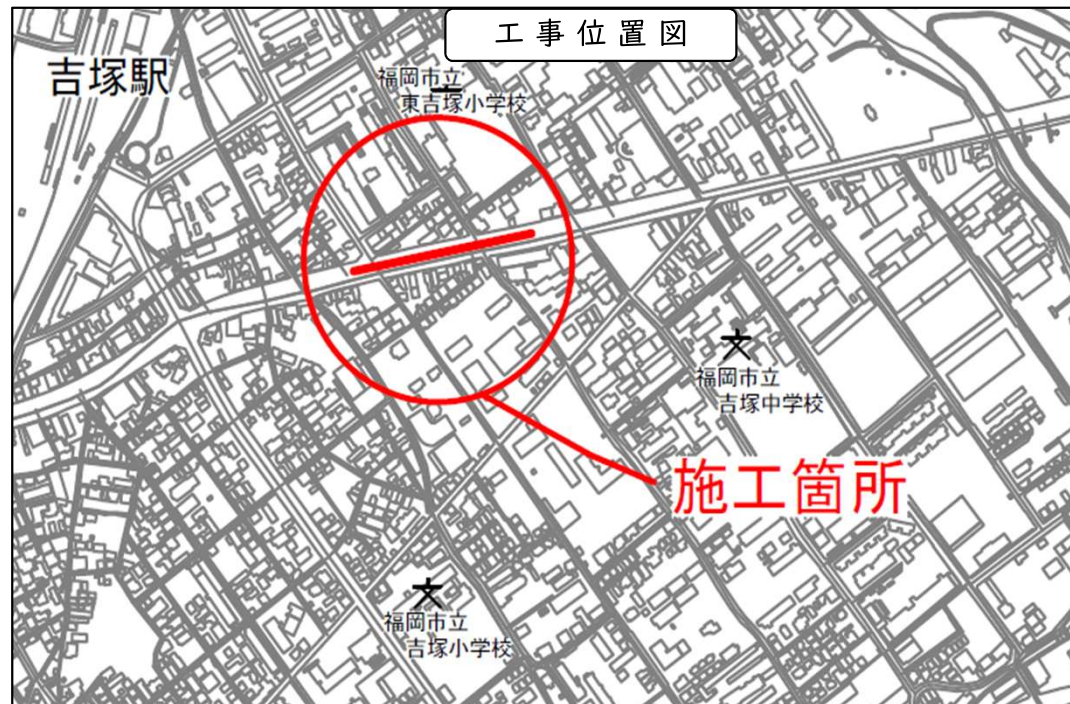 工事位置図
吉塚駅
福岡市立
東吉塚小学校
福岡市立
吉塚中学校
施工箇所
福岡市立
吉塚小学校